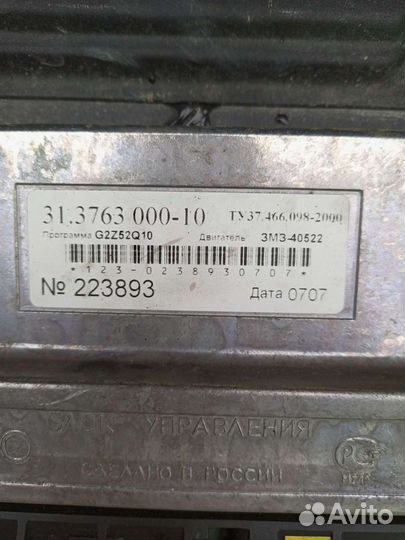 31.3763 000-10 ТУ37.466.098-2000
Программа G2Z52Q10 Двигатель ЗМЗ-40522
*123-0238930707*
№ 223893 Дата 0707
БЛОК УПРАВЛЕНИЯ
СДЕЛАНО В РОССИИ
Avito